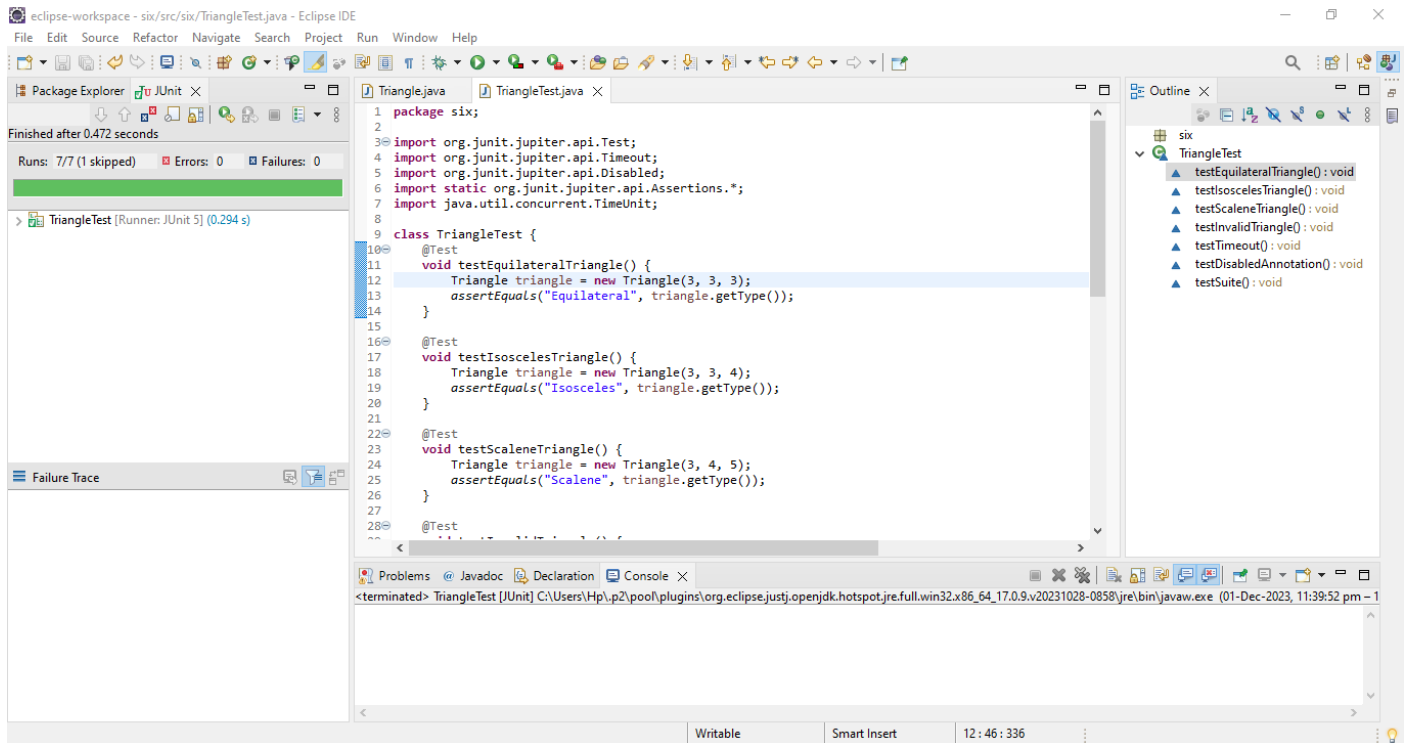 eclipse-workspace - six/src/six/TriangleTest.java - Eclipse IDE
File Edit Source Refactor Navigate Search Project Run Window Help
Package Explorer JUnit
Finished after 0.472 seconds
Runs: 7/7 (1 skipped) Errors: 0 Failures: 0
TriangleTest [Runner: JUnit 5] (0.294 s)
Failure Trace
Triangle.java TriangleTest.java
1 package six;
2
3 import org.junit.jupiter.api.Test;
4 import org.junit.jupiter.api.Timeout;
5 import org.junit.jupiter.api.Disabled;
6 import static org.junit.jupiter.api.Assertions.*;
7 import java.util.concurrent.TimeUnit;
8
9 class TriangleTest {
10 @Test
11 void testEquilateralTriangle() {
12 Triangle triangle = new Triangle(3, 3, 3);
13 assertEquals("Equilateral", triangle.getType());
14 }
15
16 @Test
17 void testIsoscelesTriangle() {
18 Triangle triangle = new Triangle(3, 3, 4);
19 assertEquals("Isosceles", triangle.getType());
20 }
21
22 @Test
23 void testScaleneTriangle() {
24 Triangle triangle = new Triangle(3, 4, 5);
25 assertEquals("Scalene", triangle.getType());
26 }
27
28 @Test
Outline
six
TriangleTest
testEquilateralTriangle() : void
testIsoscelesTriangle() : void
testScaleneTriangle() : void
testInvalidTriangle() : void
testTimeout() : void
testDisabledAnnotation() : void
testSuite() : void
Problems @ Javadoc Declaration Console
<terminated> TriangleTest [JUnit] C:\Users\Hp\.p2\pool\plugins\org.eclipse.justj.openjdk.hotspot.jre.full.win32.x86_64_17.0.9.v20231028-0858\jre\bin\javaw.exe (01-Dec-2023, 11:39:52 pm – 1
Writable Smart Insert 12 : 46 : 336